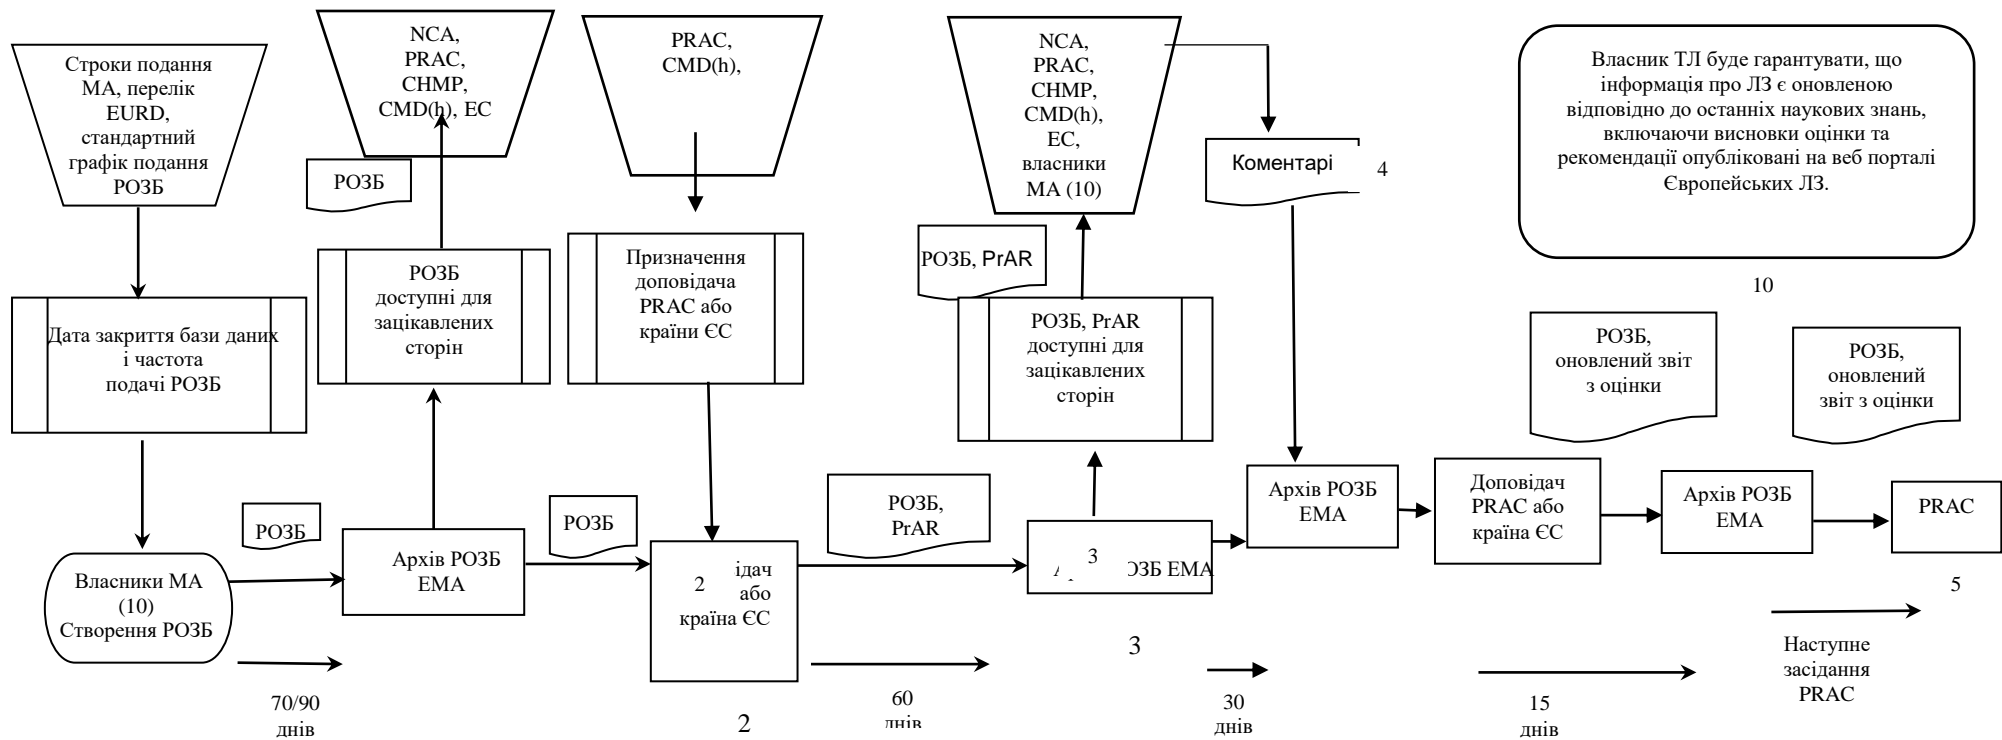 Строки подання
МА, перелік
EURD,
стандартний
графік подання
РОЗБ
NCA,
PRAC,
CHMP,
CMD(h), EC
PRAC,
CMD(h),
NCA,
PRAC,
CHMP,
CMD(h),
EC,
власники
МА (10)
Власник ТЛ буде гарантувати, що
інформація про ЛЗ є оновленою
відповідно до останніх наукових знань,
включаючи висновки оцінки та
рекомендації опубліковані на веб порталі
Європейських ЛЗ.
10
Коментарі
4
РОЗБ
РОЗБ, PrAR
Дата закриття бази даних
і частота
подачі РОЗБ
РОЗБ
доступні для
зацікавлених
сторін
Призначення
доповідача
PRAC або
країни ЄС
РОЗБ, PrAR
доступні для
зацікавлених
сторін
РОЗБ,
оновлений звіт
з оцінки
РОЗБ,
оновлений
звіт з оцінки
РОЗБ
РОЗБ
РОЗБ,
PrAR
Власники МА
(10)
Створення РОЗБ
Архів РОЗБ
ЕМА
2
ідач
або
країна ЄС
3
ОЗБ ЕМА
Архів РОЗБ
ЕМА
Доповідач
PRAC або
країна ЄС
Архів РОЗБ
ЕМА
PRAC
5
70/90
днів
2
60
днів
3
30
днів
15
днів
Наступне
засідання
PRAC